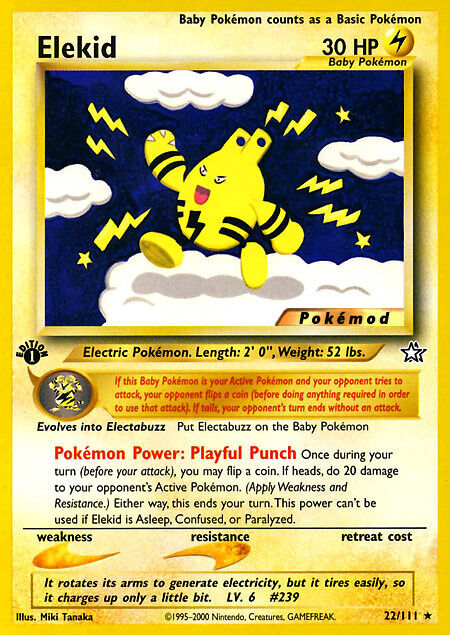 Baby Pokémon counts as a Basic Pokémon
Elekid 30 HP
Baby Pokémon
Pokémod
EDITION
1
Electric Pokémon. Length: 2' 0", Weight: 52 lbs.
If this Baby Pokémon is your Active Pokémon and your opponent tries to
attack, your opponent flips a coin (before doing anything required in order
to use that attack). If tails, your opponent's turn ends without an attack.
Evolves into Electabuzz Put Electabuzz on the Baby Pokémon
Pokémon Power: Playful Punch Once during your
turn (before your attack), you may flip a coin. If heads, do 20 damage
to your opponent's Active Pokémon. (Apply Weakness and
Resistance.) Either way, this ends your turn. This power can't be
used if Elekid is Asleep, Confused, or Paralyzed.
weakness resistance retreat cost
It rotates its arms to generate electricity, but it tires easily, so
it charges up only a little bit. LV. 6 #239
Illus. Miki Tanaka ©1995-2000 Nintendo, Creatures, GAMEFREAK. 22/111 ★